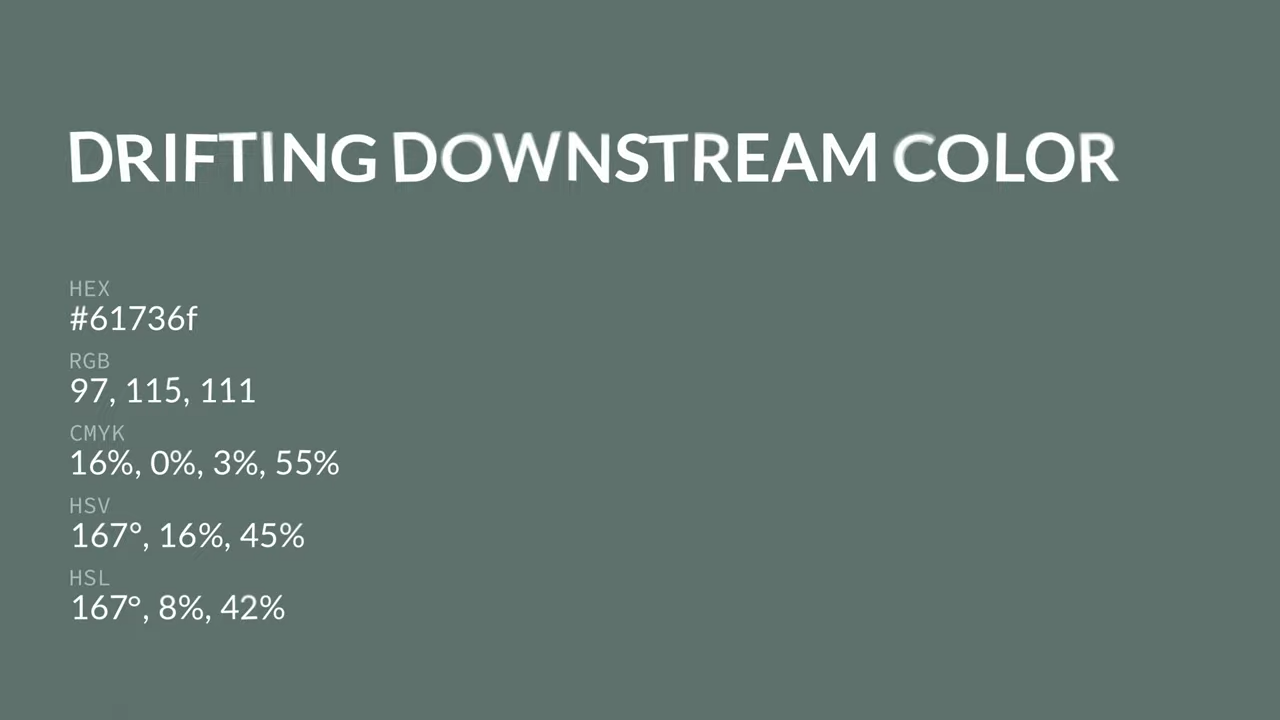 DRIFTING DOWNSTREAM COLOR
HEX
#61736f
RGB
97, 115, 111
CMYK
16%, 0%, 3%, 55%
HSV
167°, 16%, 45%
HSL
167°, 8%, 42%